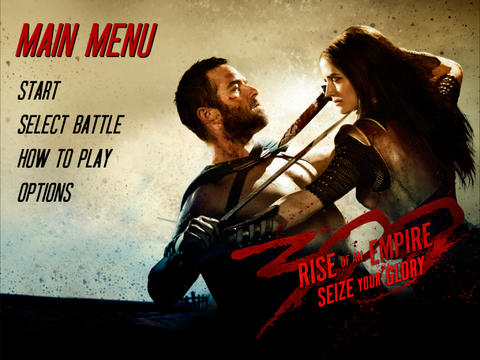 MAIN MENU
START
SELECT BATTLE
HOW TO PLAY
OPTIONS
300
RISE OF AN EMPIRE
SEIZE YOUR GLORY